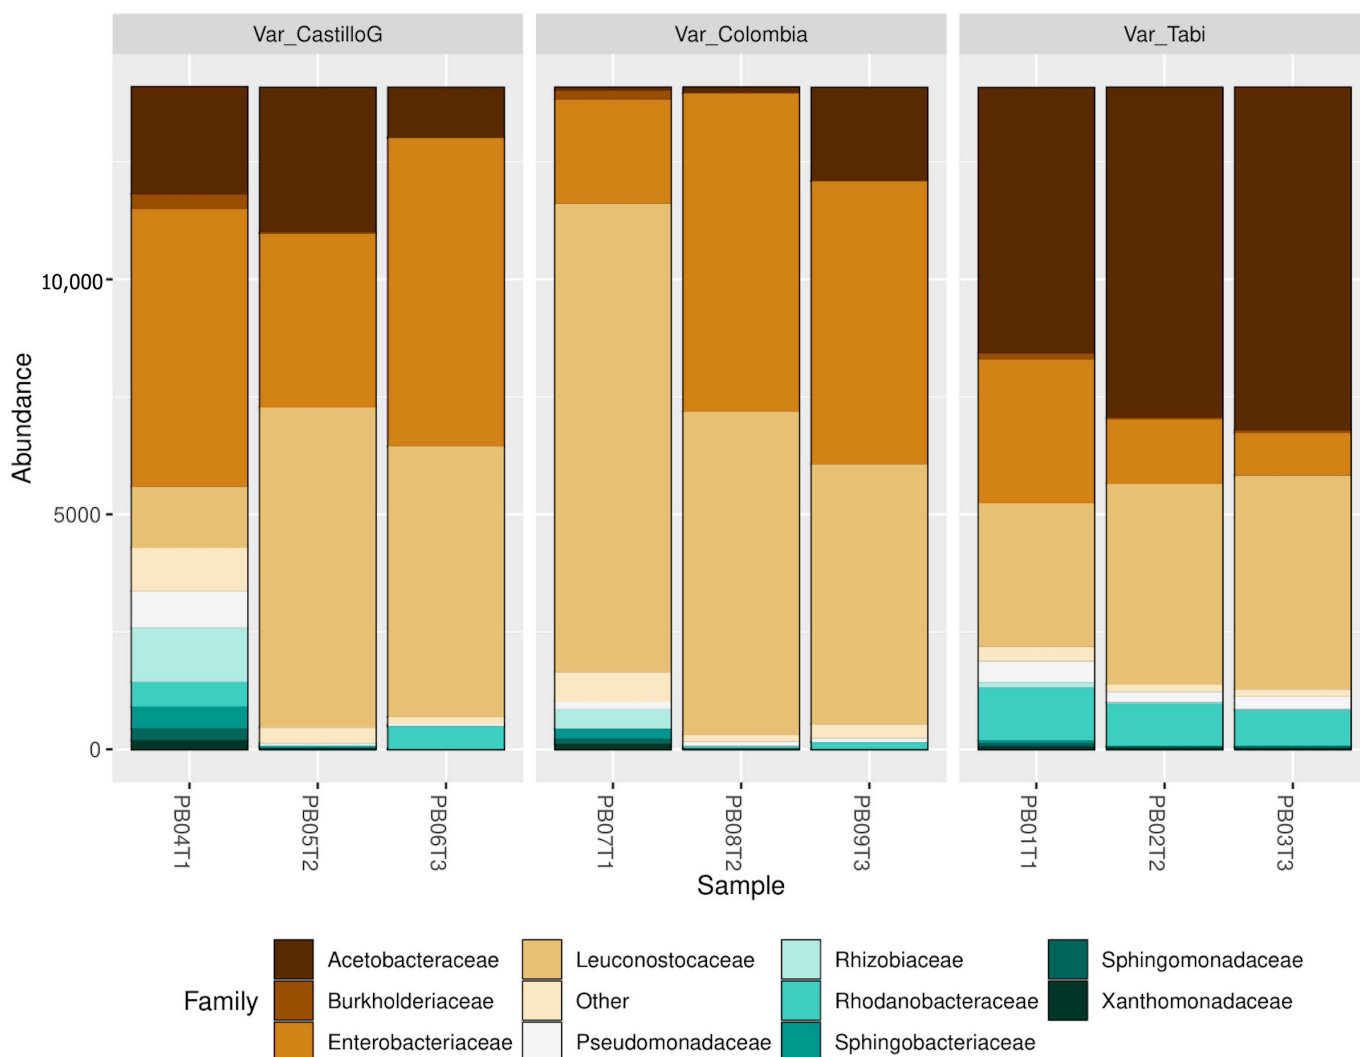 Var_CastilloG Var_Colombia Var_Tabi
10,000
5000
0
Abundance
PB04T1 PB05T2 PB06T3 PB07T1 PB08T2 PB09T3 PB01T1 PB02T2 PB03T3
Sample
Family
Acetobacteraceae Leuconostocaceae Rhizobiaceae Sphingomonadaceae
Burkholderiaceae Other Rhodanobacteraceae Xanthomonadaceae
Enterobacteriaceae Pseudomonadaceae Sphingobacteriaceae